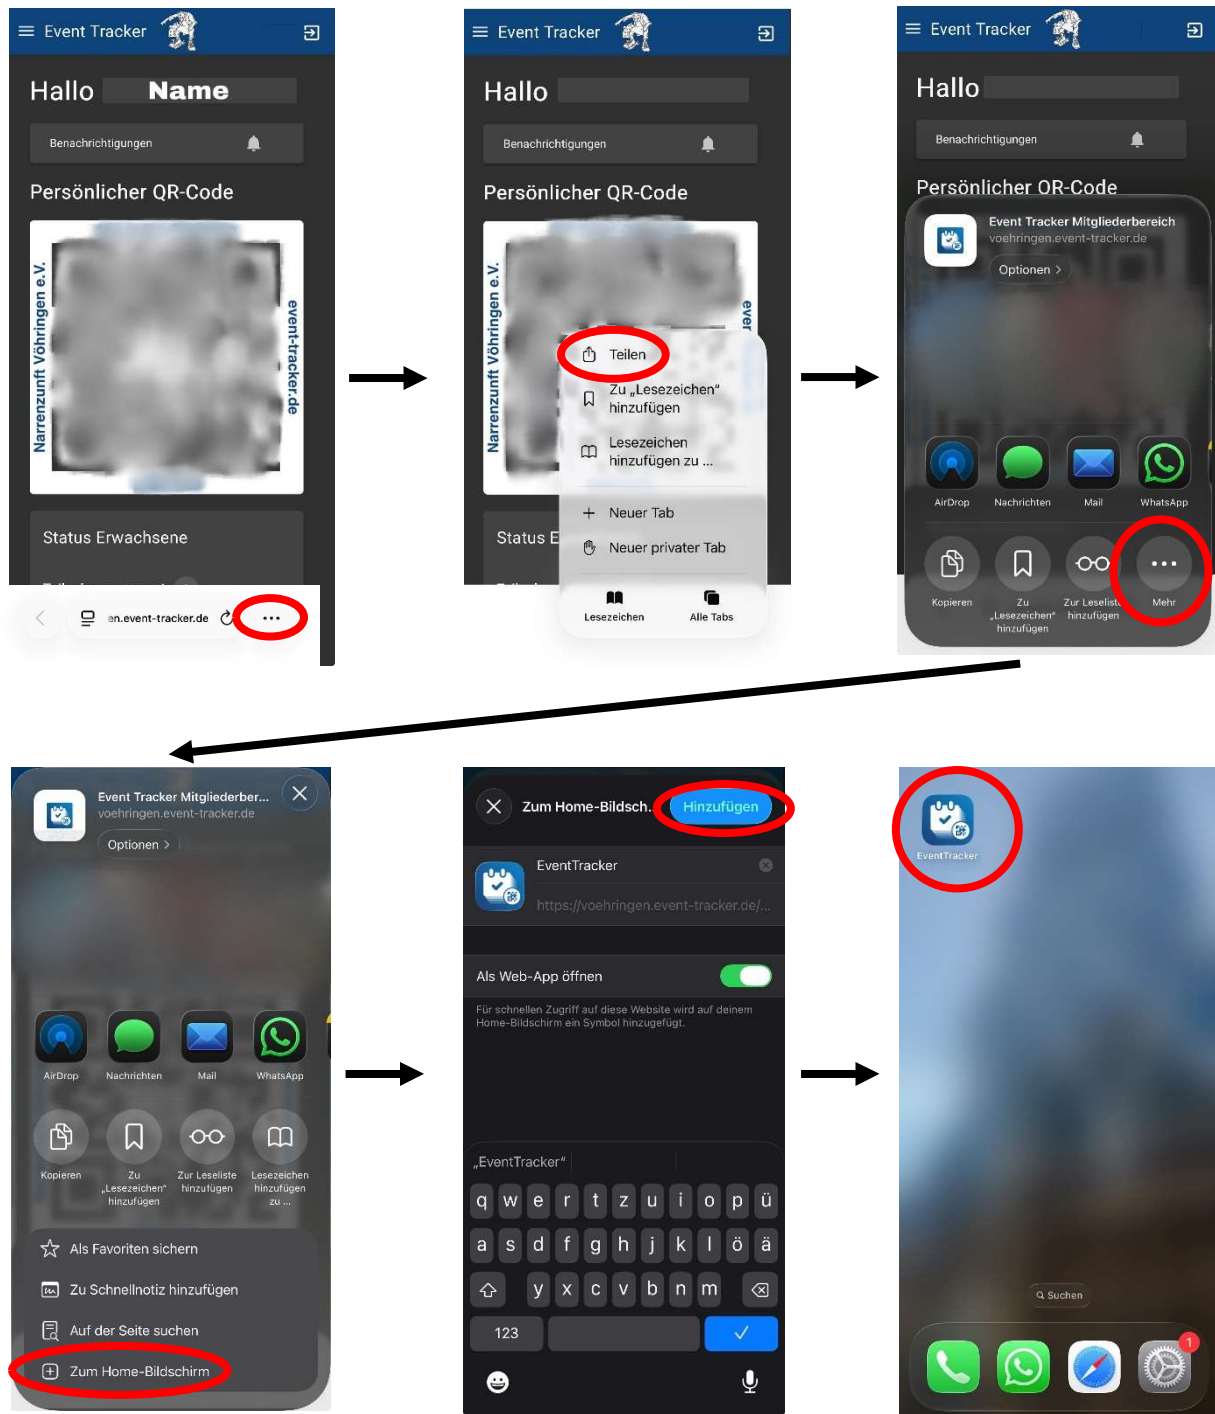 Event Tracker
Hallo Name
Benachrichtigungen
Persönlicher QR-Code
Narrenzunft Vöhringen e.V.
event-tracker.de
Status Erwachsene
en.event-tracker.de
Event Tracker
Hallo
Benachrichtigungen
Persönlicher QR-Code
Narrenzunft Vöhringen e.V.
Teilen
Zu „Lesezeichen“
hinzufügen
Lesezeichen
hinzufügen zu ...
Neuer Tab
Neuer privater Tab
Lesezeichen
Alle Tabs
Status E
Event Tracker
Hallo
Benachrichtigungen
Persönlicher QR-Code
Event Tracker Mitgliederbereich
voehringen.event-tracker.de
Optionen >
AirDrop
Nachrichten
Mail
WhatsApp
Kopieren
Zu
„Lesezeichen“
hinzufügen
Zur Leseliste
hinzufügen
Mehr
Event Tracker Mitgliederber...
voehringen.event-tracker.de
Optionen >
AirDrop
Nachrichten
Mail
WhatsApp
Kopieren
Zu
„Lesezeichen“
hinzufügen
Zur Leseliste
hinzufügen
Lesezeichen
hinzufügen
zu ...
Als Favoriten sichern
Zu Schnellnotiz hinzufügen
Auf der Seite suchen
Zum Home-Bildschirm
Zum Home-Bildsch...
Hinzufügen
EventTracker
https://voehringen.event-tracker.de/...
Als Web-App öffnen
Für schnellen Zugriff auf diese Website wird auf deinem
Home-Bildschirm ein Symbol hinzugefügt.
„EventTracker“
q w e r t z u i o p ü
a s d f g h j k l ö ä
y x c v b n m
123
EventTracker
Suchen
1